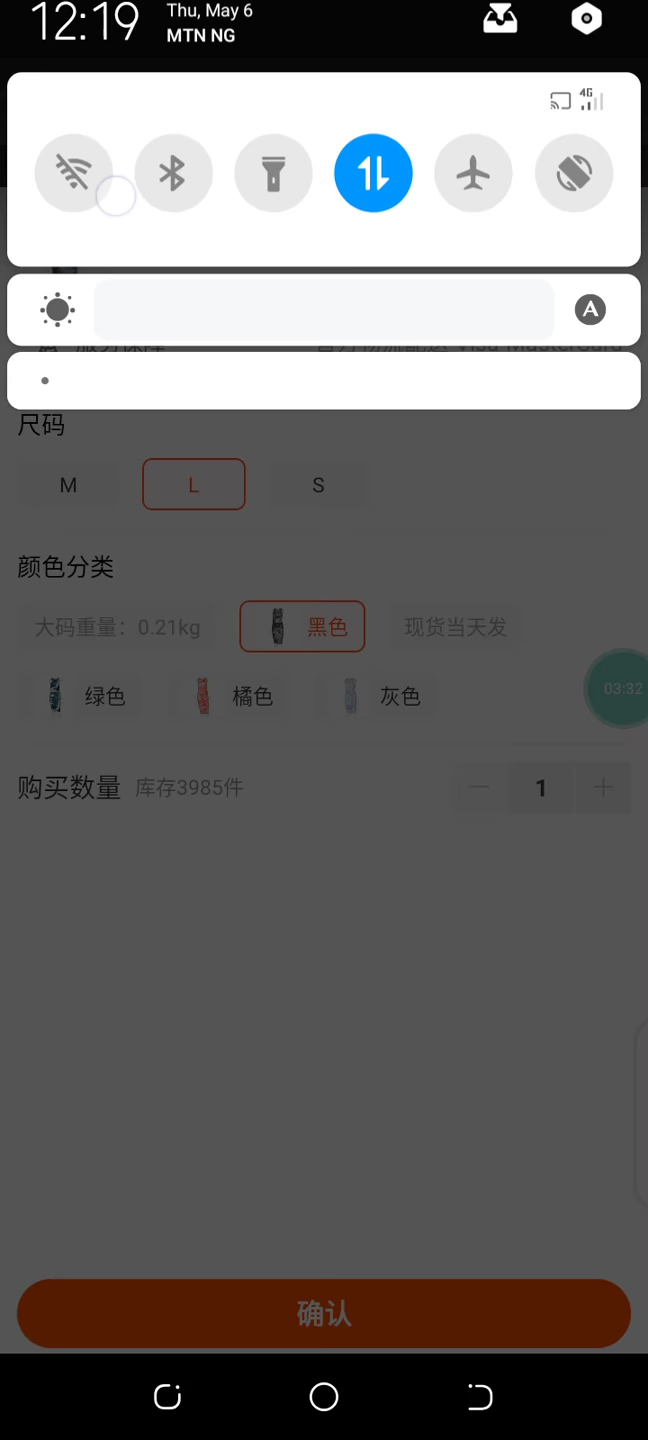 12:19
Thu, May 6
MTN NG
4G
A
尺码
M L S
颜色分类
大码重量：0.21kg 黑色 现货当天发
绿色 橘色 灰色
03:32
购买数量 库存3985件 1
确认